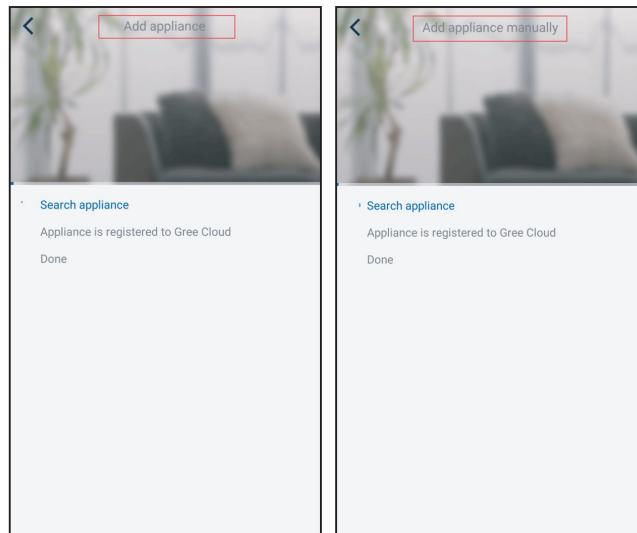 Add appliance
Search appliance
Appliance is registered to Gree Cloud
Done
Add appliance manually
Search appliance
Appliance is registered to Gree Cloud
Done